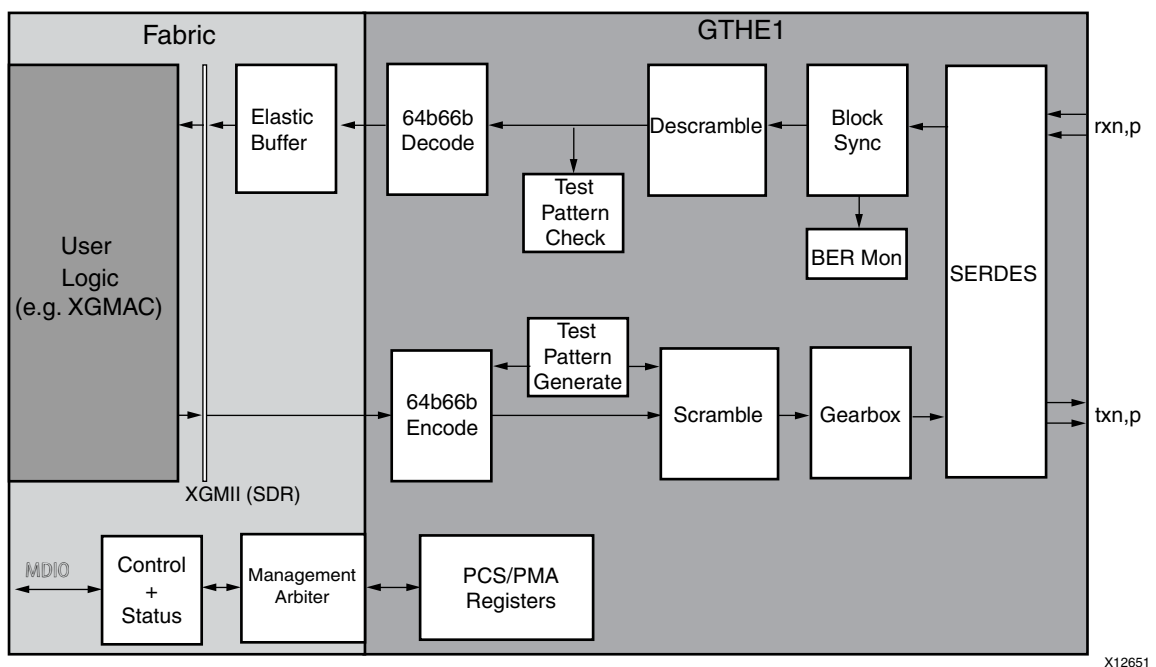 Fabric
GTHE1
Elastic
Buffer
64b66b
Decode
Descramble
Block
Sync
rxn,p
Test
Pattern
Check
BER Mon
User
Logic
(e.g. XGMAC)
SERDES
Test
Pattern
Generate
64b66b
Encode
Scramble
Gearbox
txn,p
XGMII (SDR)
MDIO
Control
+
Status
Management
Arbiter
PCS/PMA
Registers
X12651